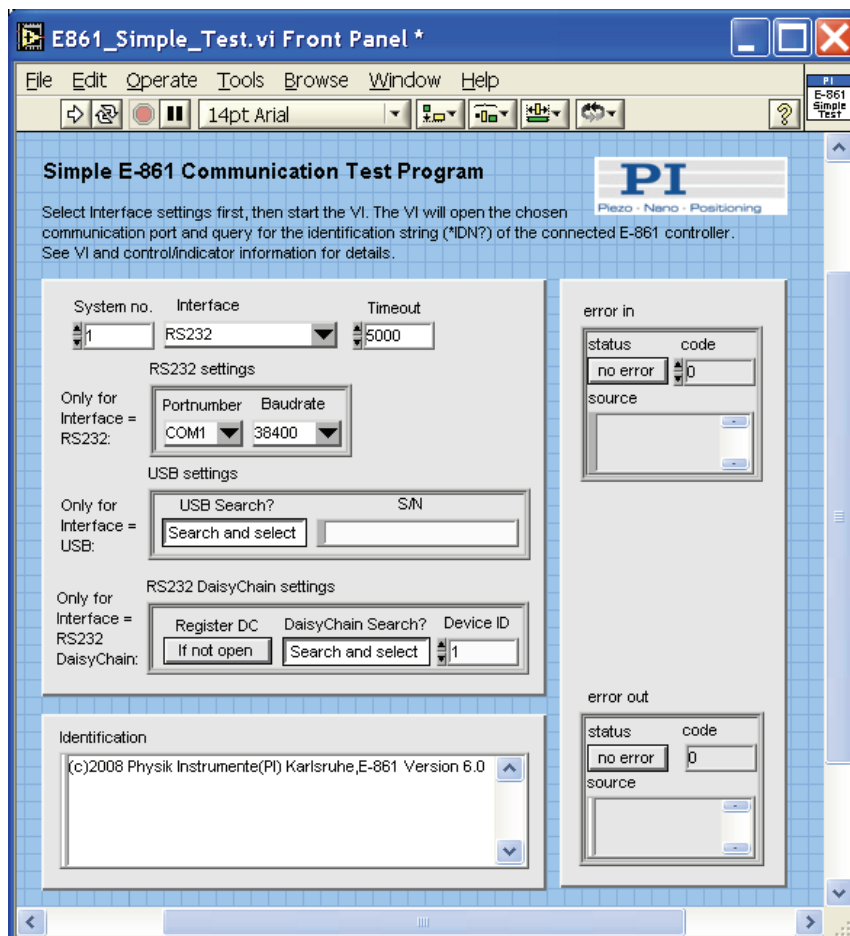 E861_Simple_Test.vi Front Panel *
File Edit Operate Tools Browse Window Help
14pt Arial
PI
E-861
Simple
Test
Simple E-861 Communication Test Program
PI
Piezo · Nano · Positioning
Select Interface settings first, then start the VI. The VI will open the chosen
communication port and query for the identification string (*IDN?) of the connected E-861 controller.
See VI and control/indicator information for details.
System no. Interface Timeout
1 RS232 5000
RS232 settings
Only for
Interface =
RS232:
Portnumber Baudrate
COM1 38400
USB settings
Only for
Interface =
USB:
USB Search? S/N
Search and select
RS232 DaisyChain settings
Only for
Interface =
RS232
DaisyChain:
Register DC DaisyChain Search? Device ID
If not open Search and select 1
error in
status code
no error 0
source
Identification
(c)2008 Physik Instrumente(PI) Karlsruhe,E-861 Version 6.0
error out
status code
no error 0
source